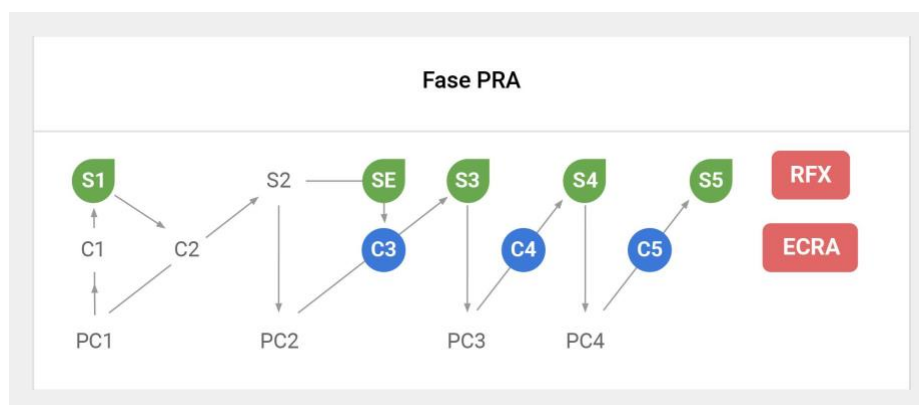 Fase PRA
S1
S2
SE
S3
S4
S5
RFX
C1
C2
C3
C4
C5
ECRA
PC1
PC2
PC3
PC4